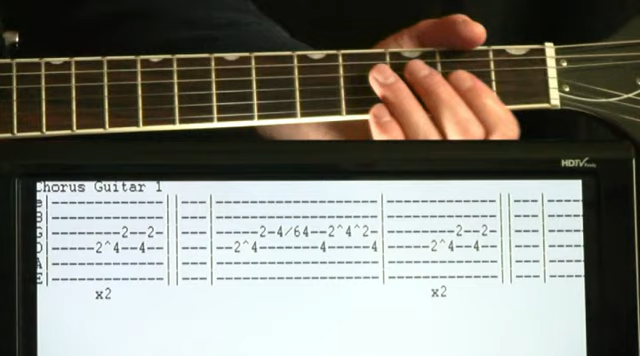 HDTV
Chorus Guitar 1
e|-----------------||---|-----------------------|----------------||---|-----
B|-----------------||---|-----------------------|----------------||---|-----
G|---------2--2-||---|------2-4/64--2^4^2-|---------2--2-||---|-----
D|------2^4--4--||---|--2^4---------4------4|------2^4--4--||---|-----
A|-----------------||---|-----------------------|----------------||---|-----
E|-----------------||---|-----------------------|----------------||---|-----
x2 x2